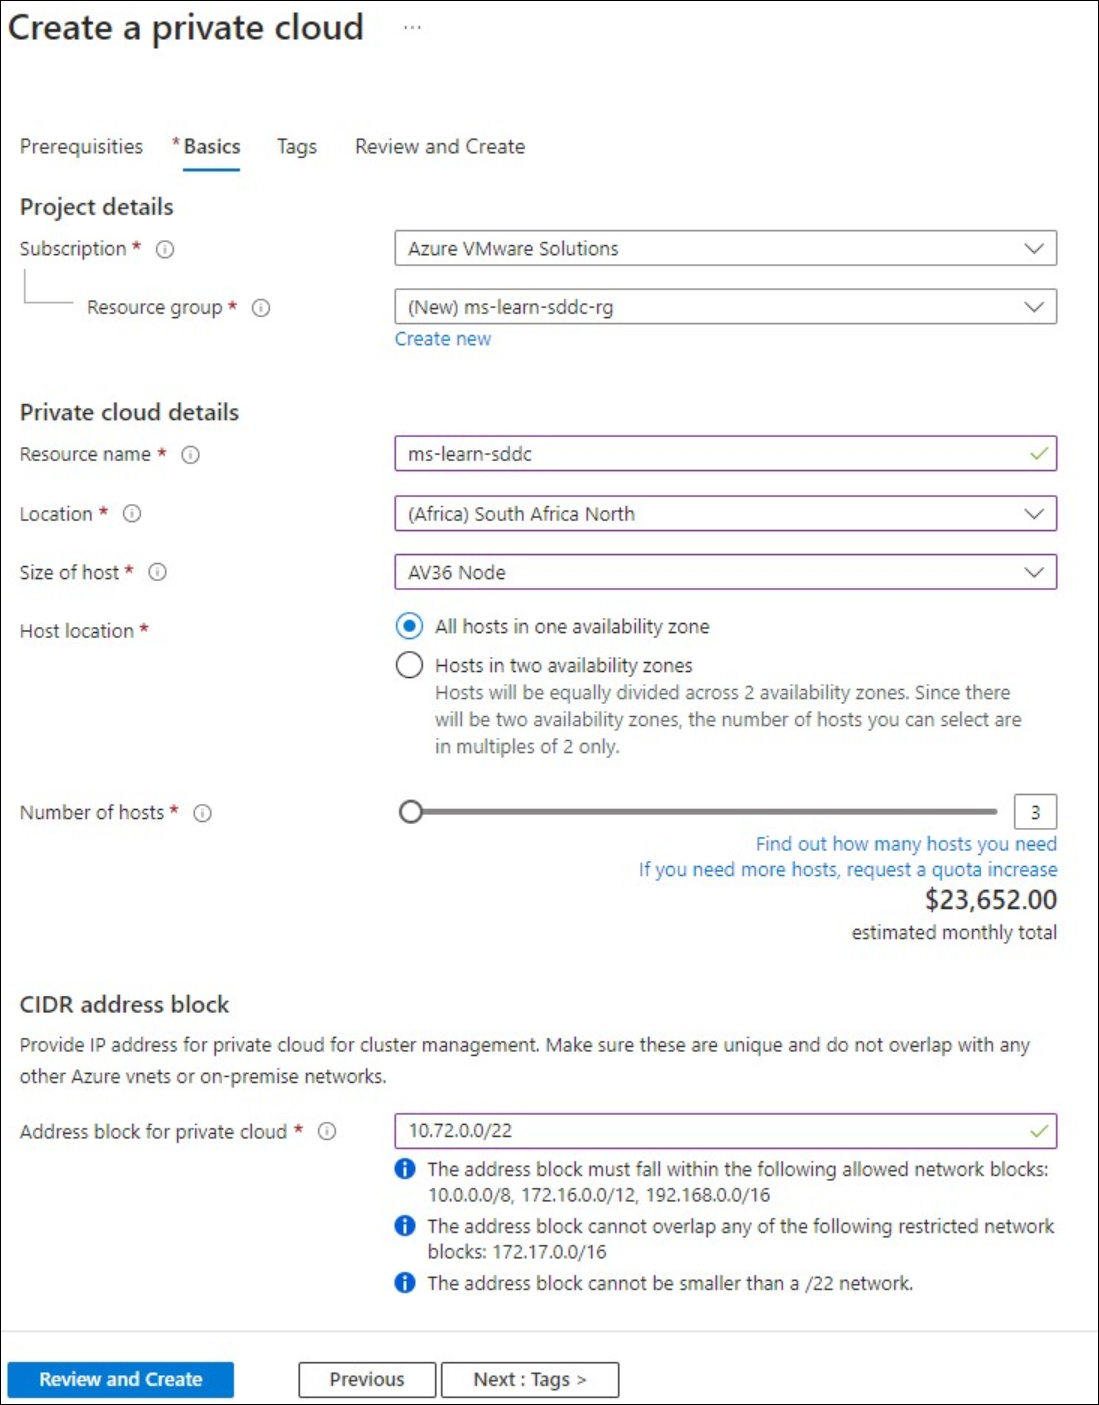 Create a private cloud ...
Prerequisities * Basics Tags Review and Create
Project details
Subscription *
Azure VMware Solutions
Resource group *
(New) ms-learn-sddc-rg
Create new
Private cloud details
Resource name *
ms-learn-sddc
Location *
(Africa) South Africa North
Size of host *
AV36 Node
Host location *
All hosts in one availability zone
Hosts in two availability zones
Hosts will be equally divided across 2 availability zones. Since there
will be two availability zones, the number of hosts you can select are
in multiples of 2 only.
Number of hosts *
3
Find out how many hosts you need
If you need more hosts, request a quota increase
$23,652.00
estimated monthly total
CIDR address block
Provide IP address for private cloud for cluster management. Make sure these are unique and do not overlap with any
other Azure vnets or on-premise networks.
Address block for private cloud *
10.72.0.0/22
The address block must fall within the following allowed network blocks:
10.0.0.0/8, 172.16.0.0/12, 192.168.0.0/16
The address block cannot overlap any of the following restricted network
blocks: 172.17.0.0/16
The address block cannot be smaller than a /22 network.
Review and Create
Previous
Next : Tags >